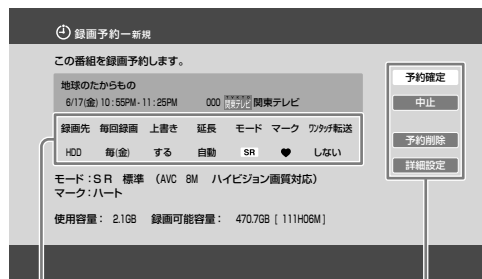 録画予約ー新規
この番組を録画予約します。
地球のたからもの
6/17(金) 10:55PM-11:25PM 000 関東テレビ 関東テレビ
録画先 毎回録画 上書き 延長 モード マーク ワンタッチ転送
HDD 毎(金) する 自動 SR ♥ しない
モード:SR 標準 (AVC 8M ハイビジョン画質対応)
マーク:ハート
使用容量: 2.1GB 録画可能容量: 470.7GB [ 111H06M ]
予約確定
中止
予約削除
詳細設定